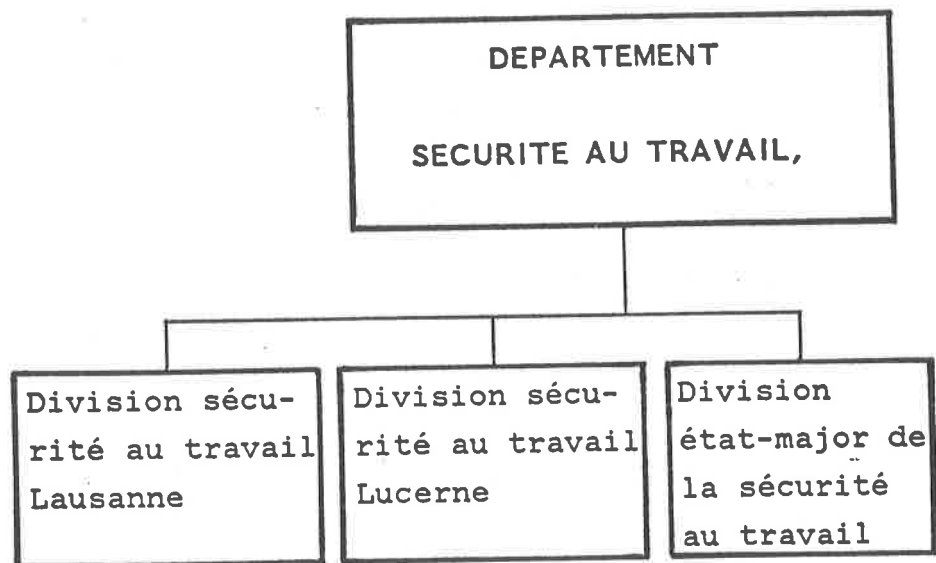 DEPARTEMENT
SECURITE AU TRAVAIL,
Division sécu-
rité au travail
Lausanne
Division sécu-
rité au travail
Lucerne
Division
état-major de
la sécurité
au travail